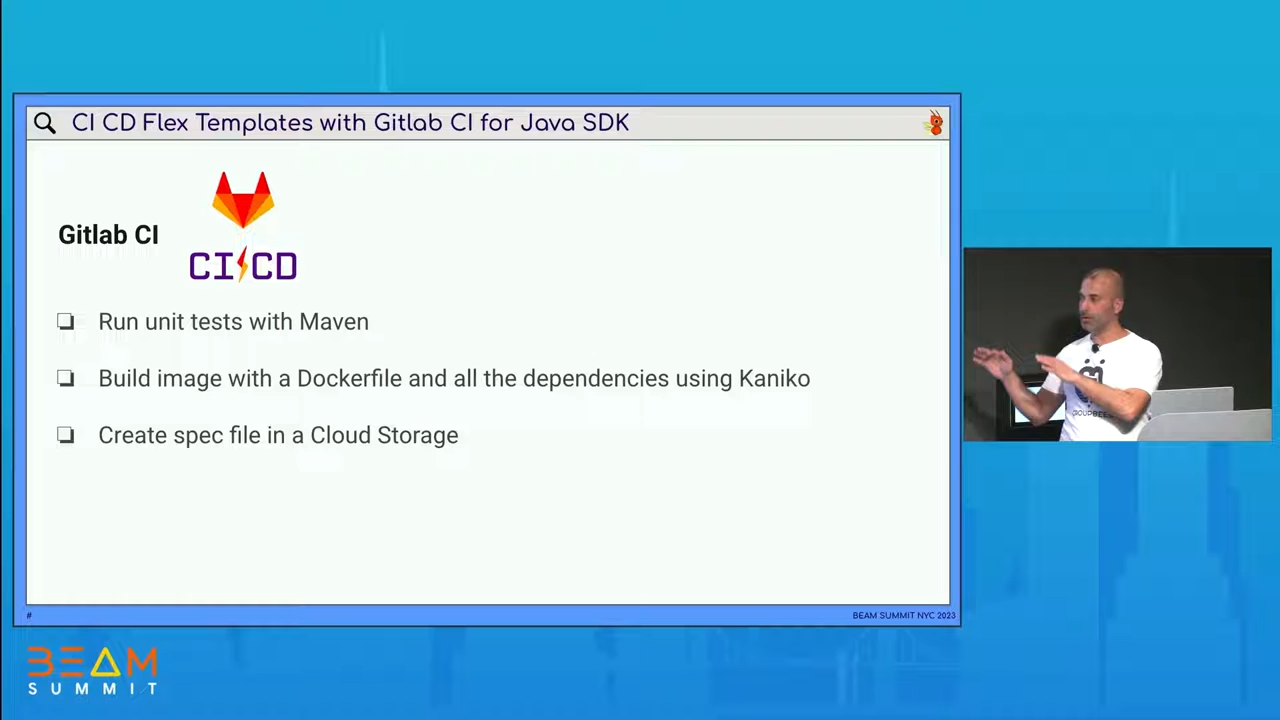 CI CD Flex Templates with Gitlab CI for Java SDK
Gitlab CI
CI CD
Run unit tests with Maven
Build image with a Dockerfile and all the dependencies using Kaniko
Create spec file in a Cloud Storage
#
BEAM SUMMIT NYC 2023
BEAM
SUMMIT